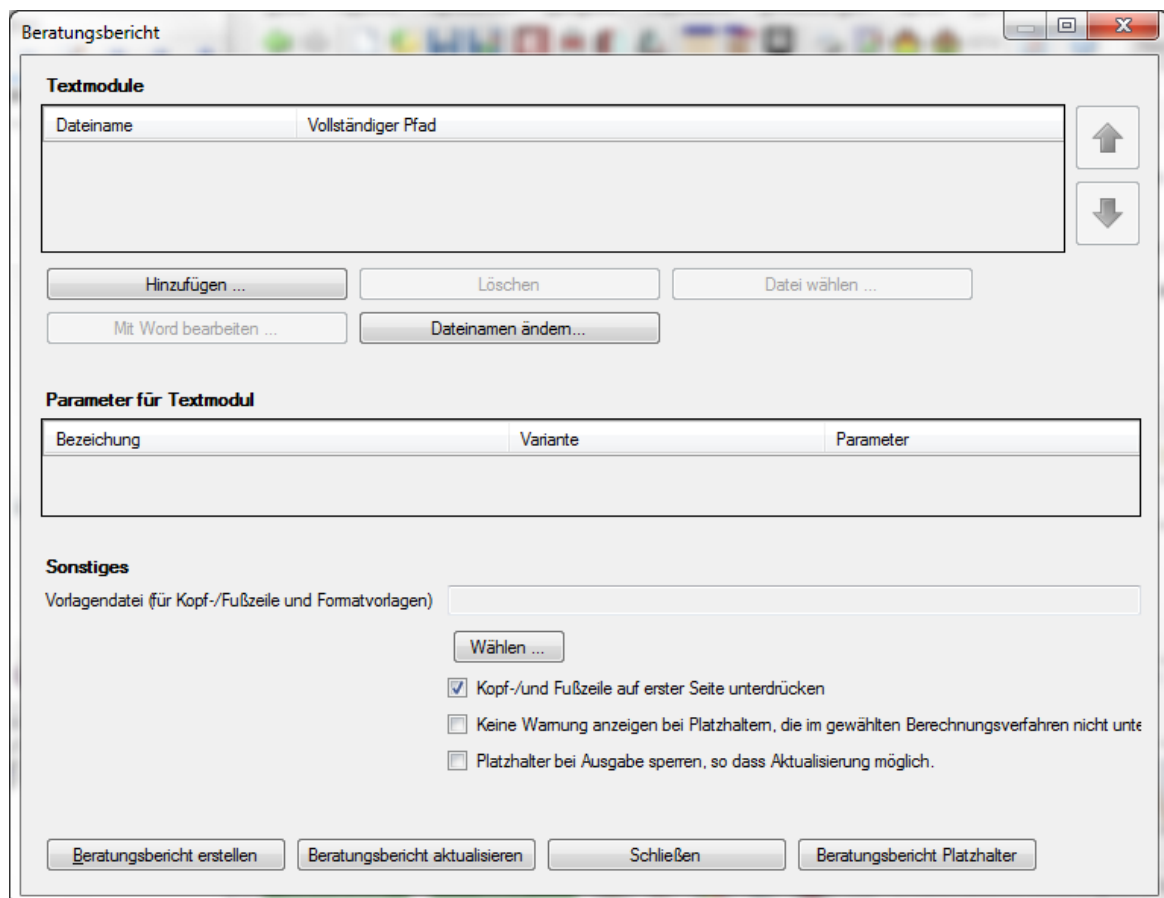 Beratungsbericht
Textmodule
Dateiname Vollständiger Pfad
Hinzufügen ... Löschen Datei wählen ...
Mit Word bearbeiten ... Dateinamen ändern...
Parameter für Textmodul
Bezeichung Variante Parameter
Sonstiges
Vorlagendatei (für Kopf-/Fußzeile und Formatvorlagen)
Wählen ...
Kopf-/und Fußzeile auf erster Seite unterdrücken
Keine Warnung anzeigen bei Platzhaltern, die im gewählten Berechnungsverfahren nicht unte
Platzhalter bei Ausgabe sperren, so dass Aktualisierung möglich.
Beratungsbericht erstellen Beratungsbericht aktualisieren Schließen Beratungsbericht Platzhalter